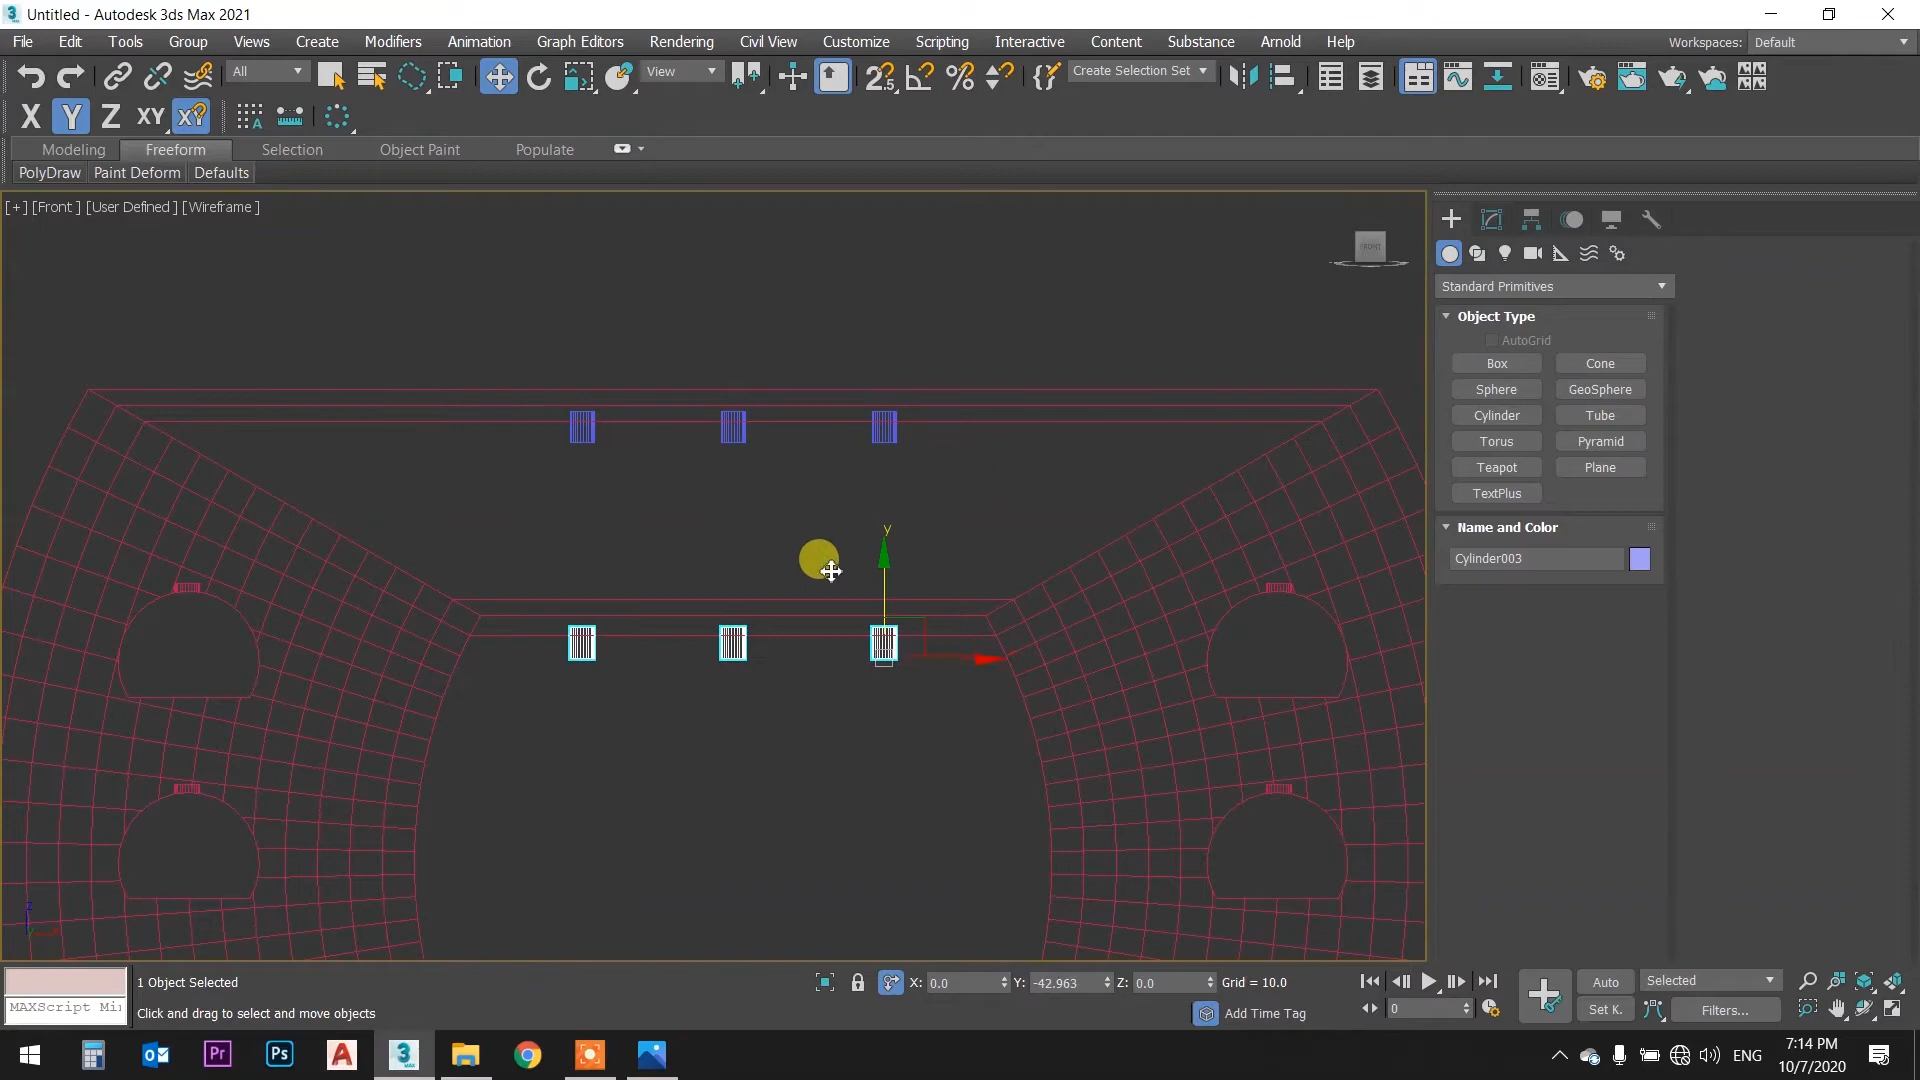 Untitled - Autodesk 3ds Max 2021
File Edit Tools Group Views Create Modifiers Animation Graph Editors Rendering Civil View Customize Scripting Interactive Content Substance Arnold Help Workspaces: Default
All View Create Selection Set
X Y Z XY XY
Modeling Freeform Selection Object Paint Populate
PolyDraw Paint Deform Defaults
[+] [Front ] [User Defined ] [Wireframe ]
FRONT
Standard Primitives
Object Type
AutoGrid
Box Cone
Sphere GeoSphere
Cylinder Tube
Torus Pyramid
Teapot Plane
TextPlus
Name and Color
Cylinder003
y
z
1 Object Selected
X: 0.0 Y: -42.963 Z: 0.0 Grid = 10.0
Auto Selected
MAXScript Mi
Click and drag to select and move objects
Add Time Tag
0
Set K. Filters...
ENG
7:14 PM
10/7/2020